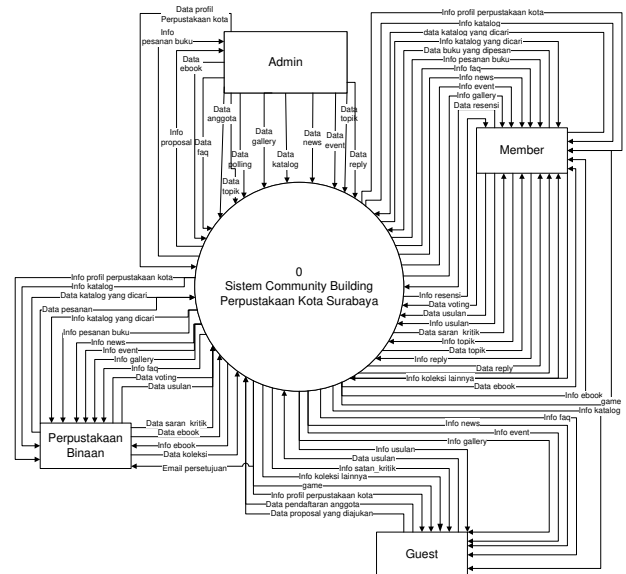 Data profil
Perpustakaan kota
Info
pesanan buku
Data
ebook
Info
proposal
Data
faq
Admin
Data
anggota
Data
polling
Data
topik
Data
gallery
Data
katalog
Data
news
Data
event
Data
topik
Data
reply
Info profil perpustakaan kota
Info katalog
data katalog yang dicari
Info katalog yang dicari
Data buku yang dipesan
Info pesanan buku
Info faq
Info news
Info event
Info gallery
Data resensi
Member
0
Sistem Community Building
Perpustakaan Kota Surabaya
Info resensi
Data voting
Data usulan
Info usulan
Data saran_kritik
Info topik
Data topik
Info reply
Data reply
Info koleksi lainnya
Data ebook
Info ebook
game
Info katalog
Info faq
Info news
Info event
Info gallery
Info profil perpustakaan kota
Info katalog
Data katalog yang dicari
Data pesanan
Info katalog yang dicari
Info pesanan buku
Info news
Info event
Info gallery
Info faq
Data voting
Data usulan
Data saran_kritik
Data ebook
Info ebook
Data koleksi
Email persetujuan
Perpustakaan
Binaan
Info usulan
Data usulan
Info satan_kritik
Info koleksi lainnya
game
Info profil perpustakaan kota
Data pendaftaran anggota
Data proposal yang diajukan
Guest